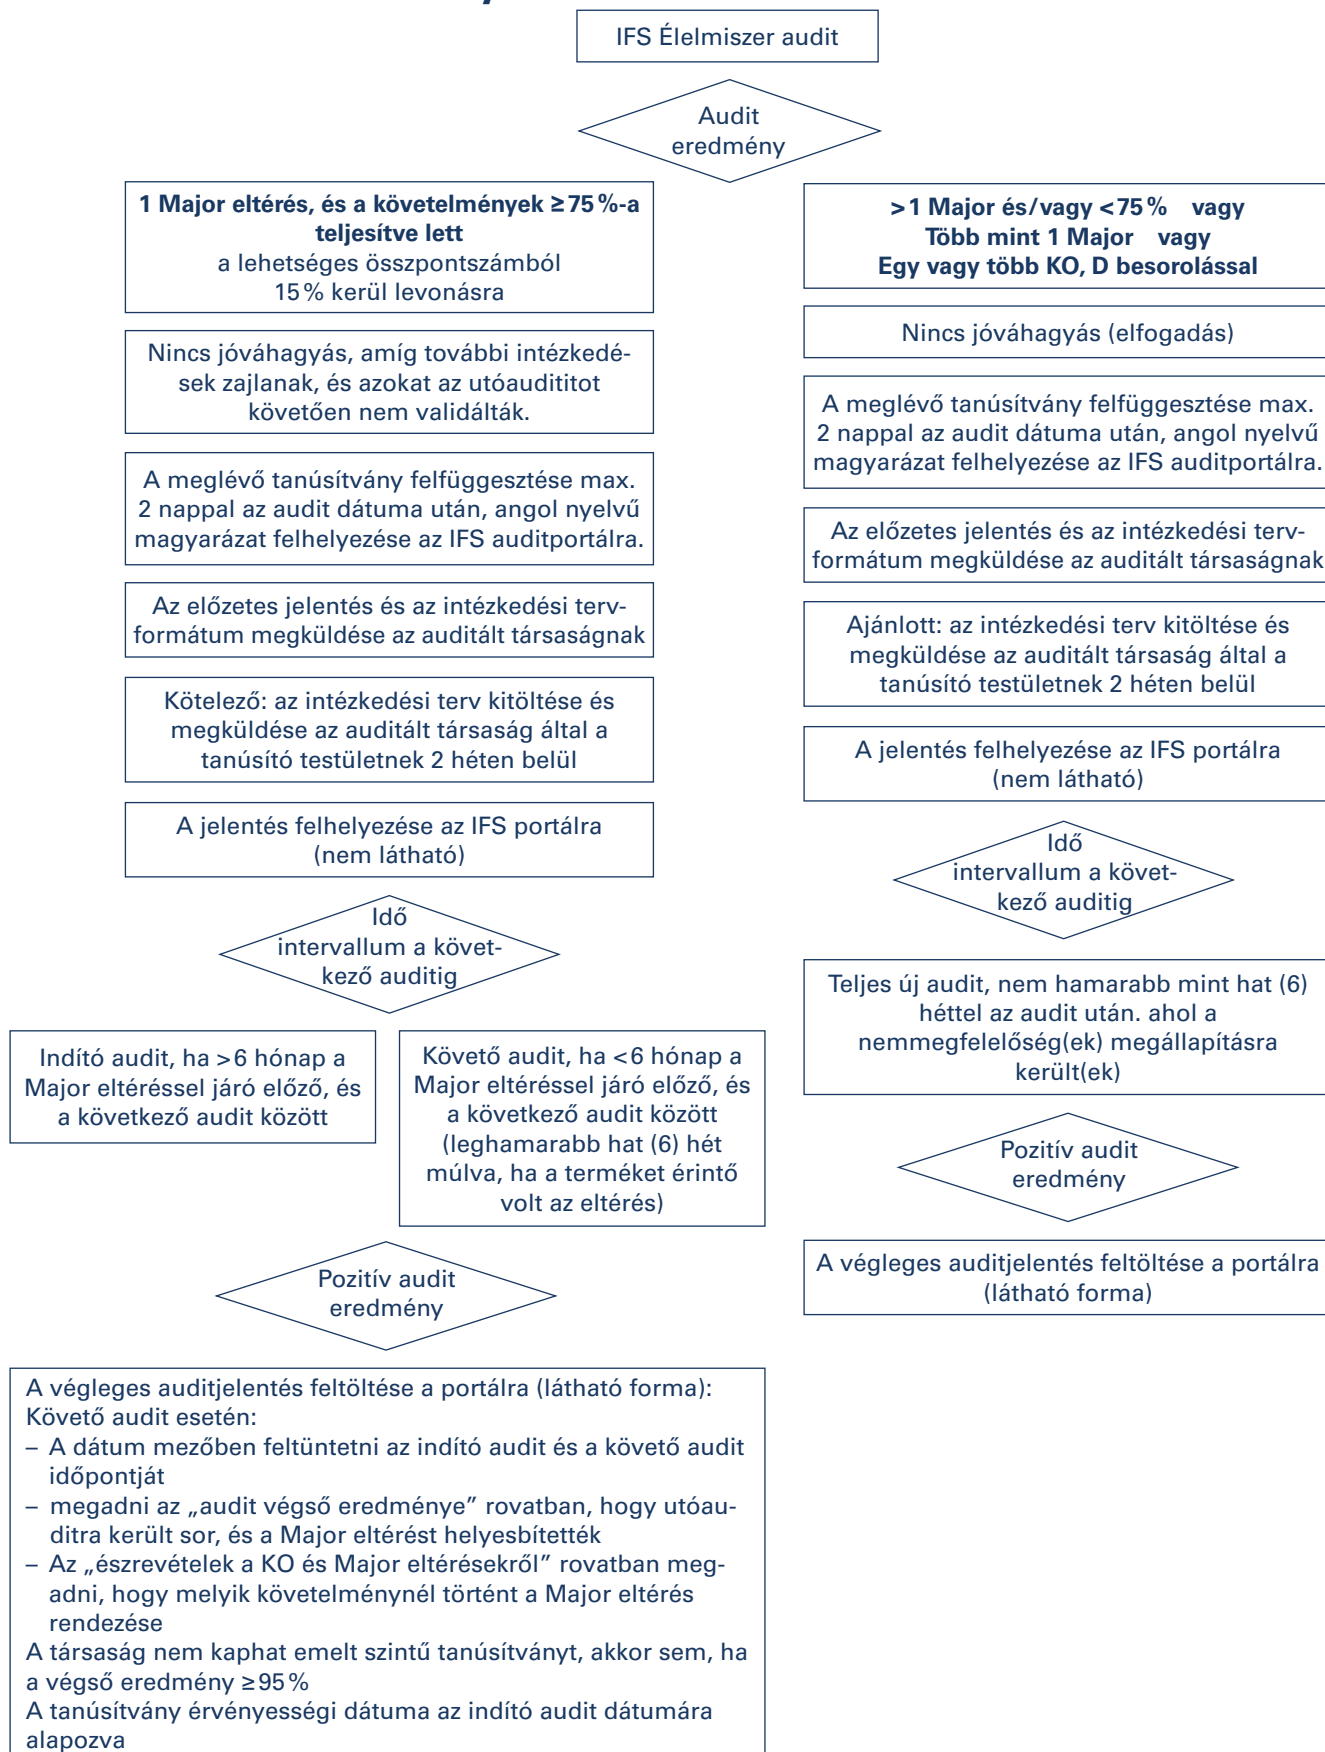 IFS Élelmiszer audit
Audit
eredmény
1 Major eltérés, és a követelmények ≥75%-a
teljesítve lett
a lehetséges összpontszámból
15% kerül levonásra
Nincs jóváhagyás, amíg további intézkedé-
sek zajlanak, és azokat az utóaudititot
követően nem validálták.
A meglévő tanúsítvány felfüggesztése max.
2 nappal az audit dátuma után, angol nyelvű
magyarázat felhelyezése az IFS auditportálra.
Az előzetes jelentés és az intézkedési terv-
formátum megküldése az auditált társaságnak
Kötelező: az intézkedési terv kitöltése és
megküldése az auditált társaság által a
tanúsító testületnek 2 héten belül
A jelentés felhelyezése az IFS portálra
(nem látható)
Idő
intervallum a követ-
kező auditig
Indító audit, ha >6 hónap a
Major eltéréssel járó előző, és
a következő audit között
Követő audit, ha <6 hónap a
Major eltéréssel járó előző, és
a következő audit között
(leghamarabb hat (6) hét
múlva, ha a terméket érintő
volt az eltérés)
Pozitív audit
eredmény
A végleges auditjelentés feltöltése a portálra (látható forma):
Követő audit esetén:
– A dátum mezőben feltüntetni az indító audit és a követő audit
időpontját
– megadni az „audit végső eredménye” rovatban, hogy utóau-
ditra került sor, és a Major eltérést helyesbítették
– Az „észrevételek a KO és Major eltérésekről” rovatban meg-
adni, hogy melyik követelménynél történt a Major eltérés
rendezése
A társaság nem kaphat emelt szintű tanúsítványt, akkor sem, ha
a végső eredmény ≥95%
A tanúsítvány érvényességi dátuma az indító audit dátumára
alapozva
>1 Major és/vagy <75% vagy
Több mint 1 Major vagy
Egy vagy több KO, D besorolással
Nincs jóváhagyás (elfogadás)
A meglévő tanúsítvány felfüggesztése max.
2 nappal az audit dátuma után, angol nyelvű
magyarázat felhelyezése az IFS auditportálra.
Az előzetes jelentés és az intézkedési terv-
formátum megküldése az auditált társaságnak
Ajánlott: az intézkedési terv kitöltése és
megküldése az auditált társaság által a
tanúsító testületnek 2 héten belül
A jelentés felhelyezése az IFS portálra
(nem látható)
Idő
intervallum a követ-
kező auditig
Teljes új audit, nem hamarabb mint hat (6)
héttel az audit után. ahol a
nemmegfelelőség(ek) megállapításra
került(ek)
Pozitív audit
eredmény
A végleges auditjelentés feltöltése a portálra
(látható forma)